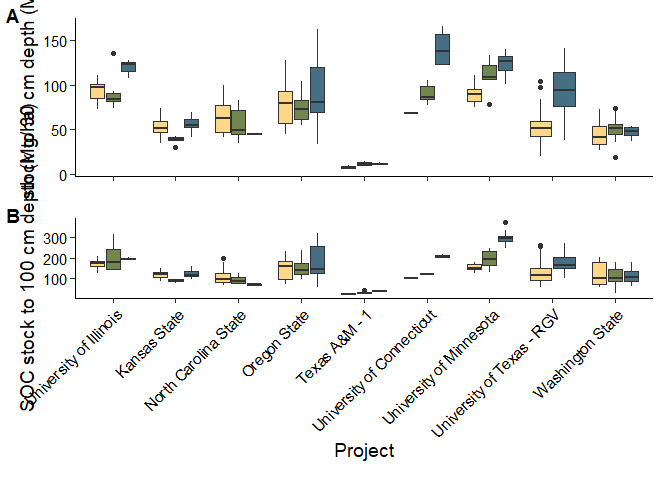 A
150
100
50
0
B
300
200
100
SOC stock to 100 cm depth (M
cm depth (M
University of Illinois
Kansas State
North Carolina State
Oregon State
Texas A&M - 1
University of Connecticut
University of Minnesota
University of Texas - RGV
Washington State
Project